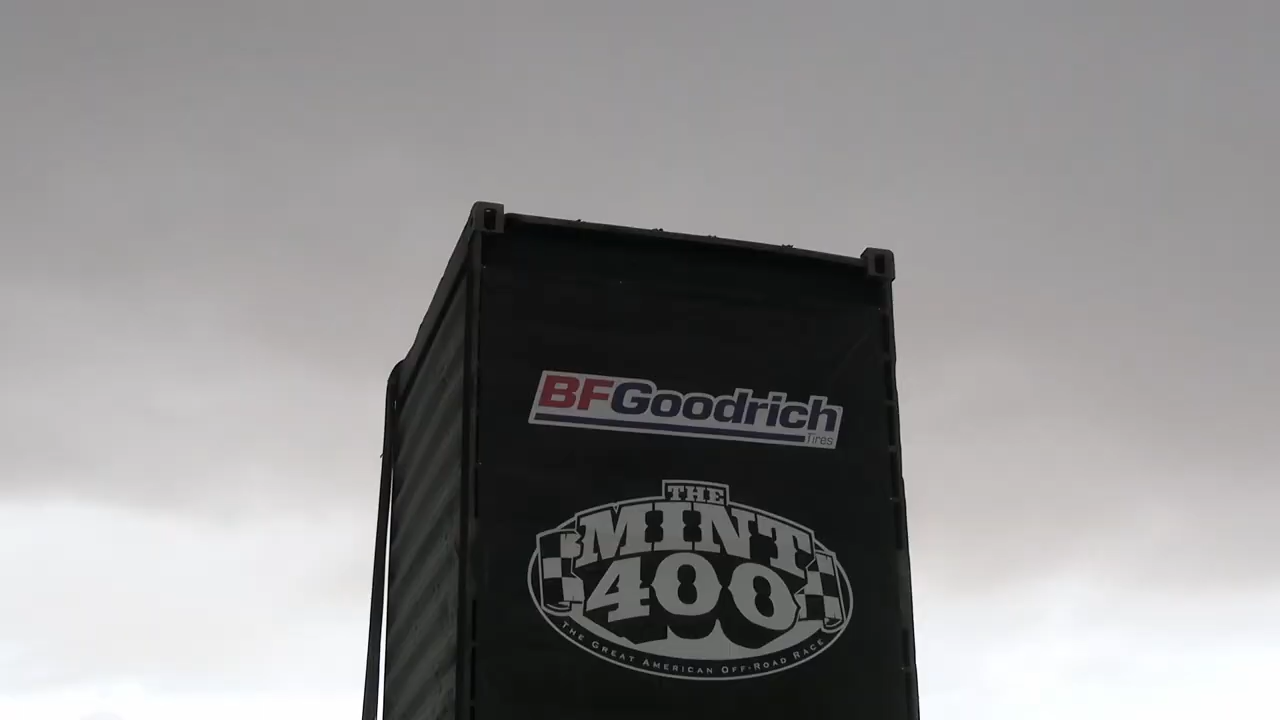 BFGoodrich
Tires
THE
MINT
400
THE GREAT AMERICAN OFF-ROAD RACE